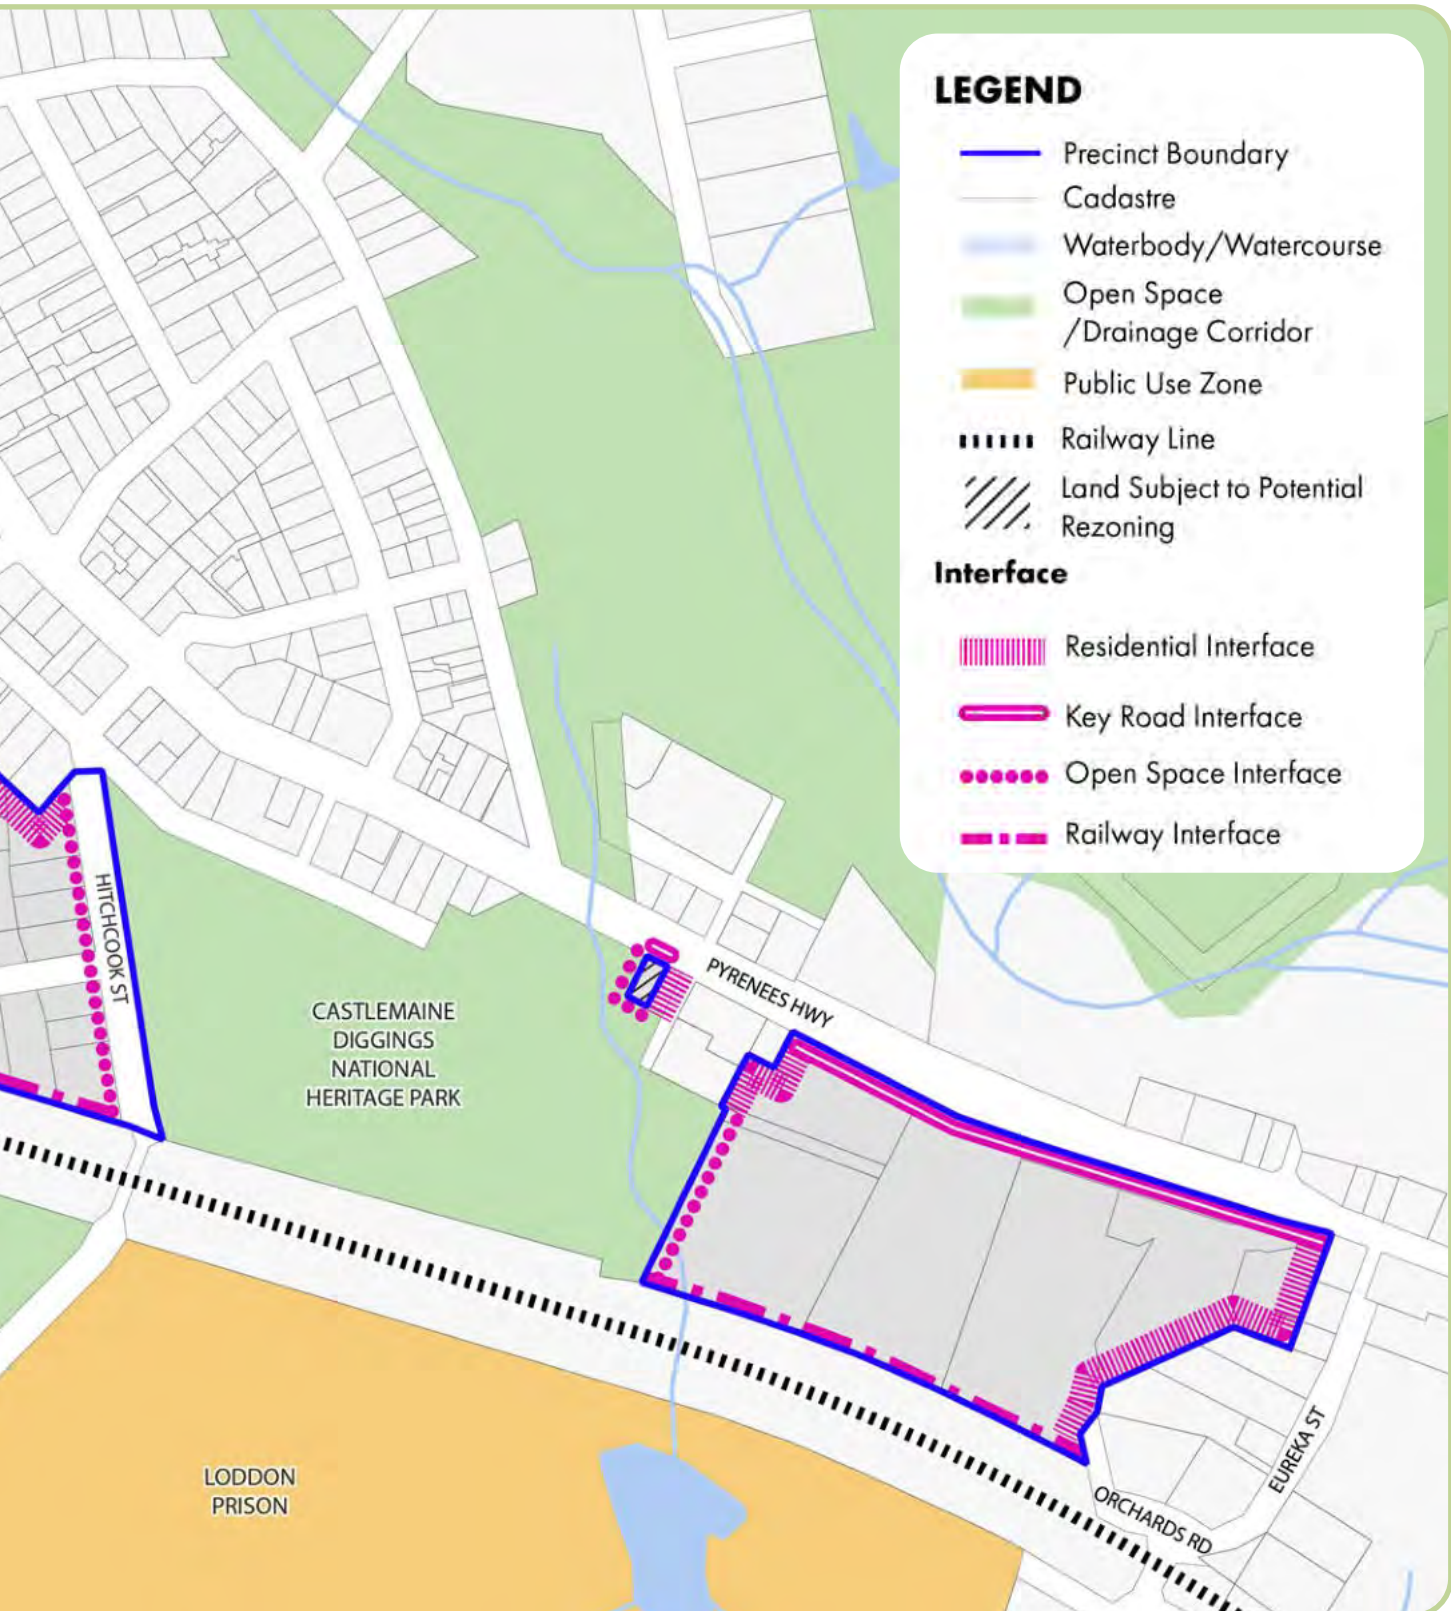 LEGEND
Precinct Boundary
Cadastre
Waterbody/Watercourse
Open Space
/Drainage Corridor
Public Use Zone
Railway Line
Land Subject to Potential
Rezoning
Interface
Residential Interface
Key Road Interface
Open Space Interface
Railway Interface
HITCHCOOK ST
PYRENEES HWY
CASTLEMAINE
DIGGINGS
NATIONAL
HERITAGE PARK
LODDON
PRISON
EUREKA ST
ORCHARDS RD